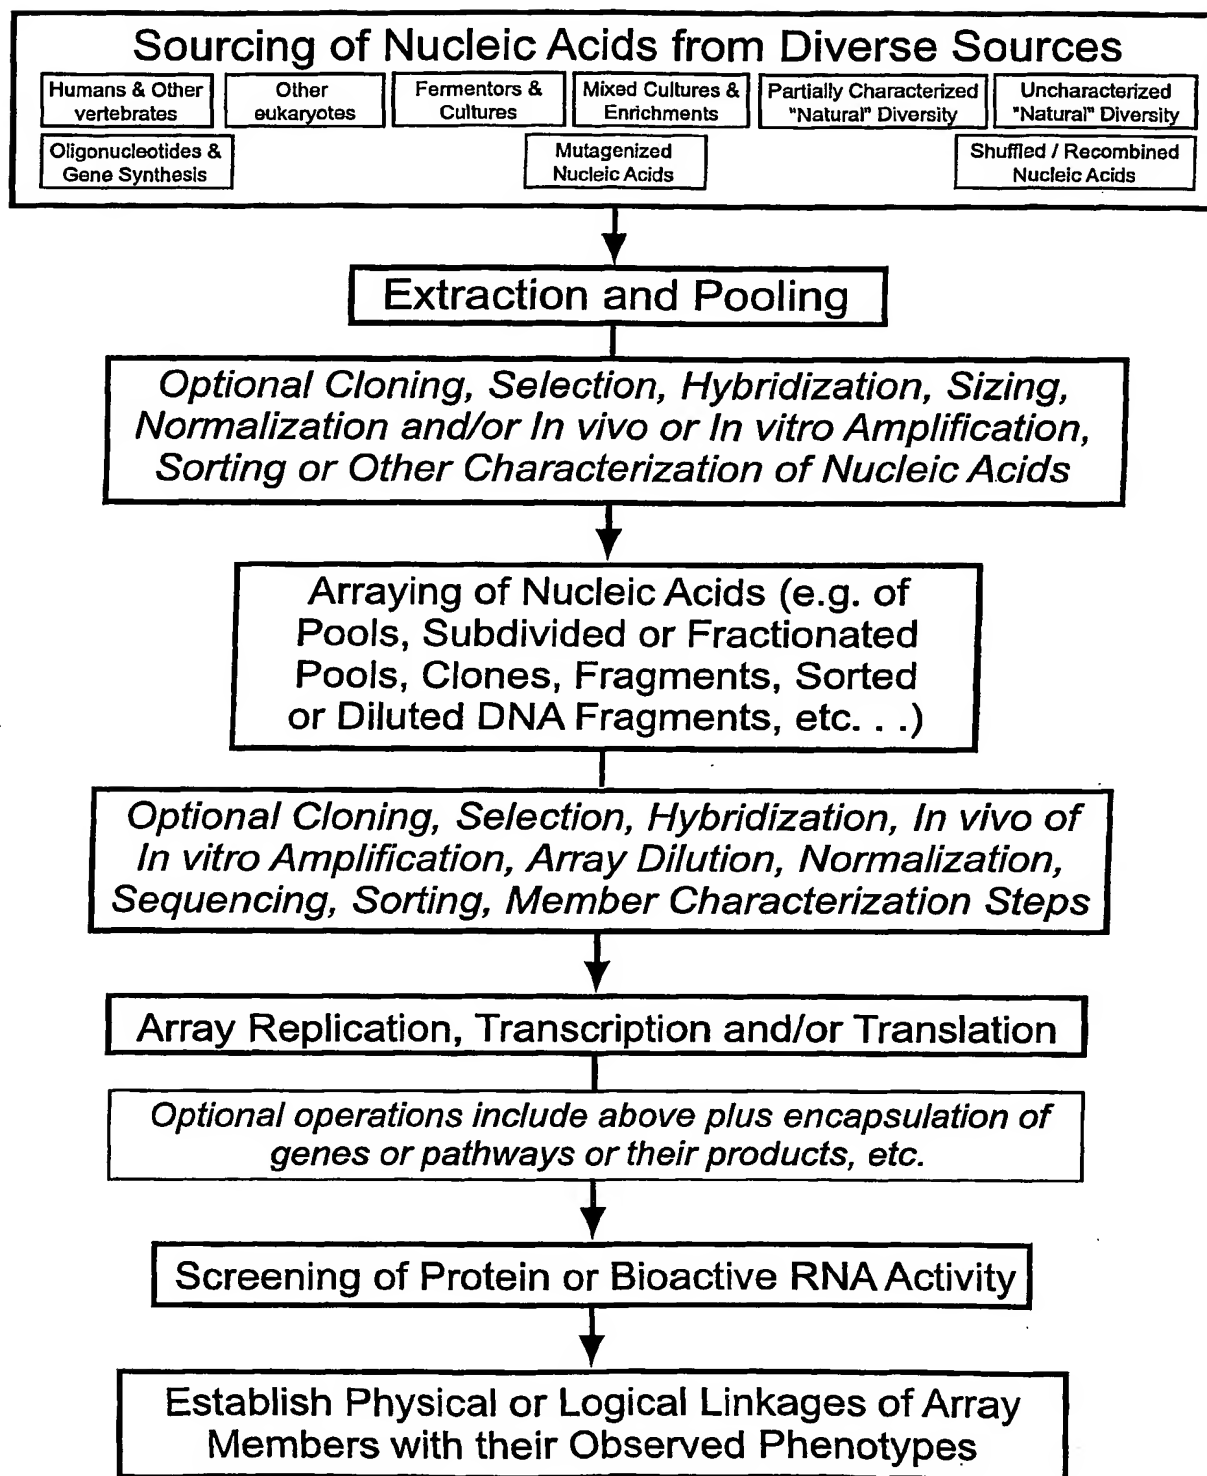 Sourcing of Nucleic Acids from Diverse Sources
Humans & Other
vertebrates
Other
eukaryotes
Fermentors &
Cultures
Mixed Cultures &
Enrichments
Partially Characterized
"Natural" Diversity
Uncharacterized
"Natural" Diversity
Oligonucleotides &
Gene Synthesis
Mutagenized
Nucleic Acids
Shuffled / Recombined
Nucleic Acids
Extraction and Pooling
Optional Cloning, Selection, Hybridization, Sizing,
Normalization and/or In vivo or In vitro Amplification,
Sorting or Other Characterization of Nucleic Acids
Arraying of Nucleic Acids (e.g. of
Pools, Subdivided or Fractionated
Pools, Clones, Fragments, Sorted
or Diluted DNA Fragments, etc. . .)
Optional Cloning, Selection, Hybridization, In vivo of
In vitro Amplification, Array Dilution, Normalization,
Sequencing, Sorting, Member Characterization Steps
Array Replication, Transcription and/or Translation
Optional operations include above plus encapsulation of
genes or pathways or their products, etc.
Screening of Protein or Bioactive RNA Activity
Establish Physical or Logical Linkages of Array
Members with their Observed Phenotypes